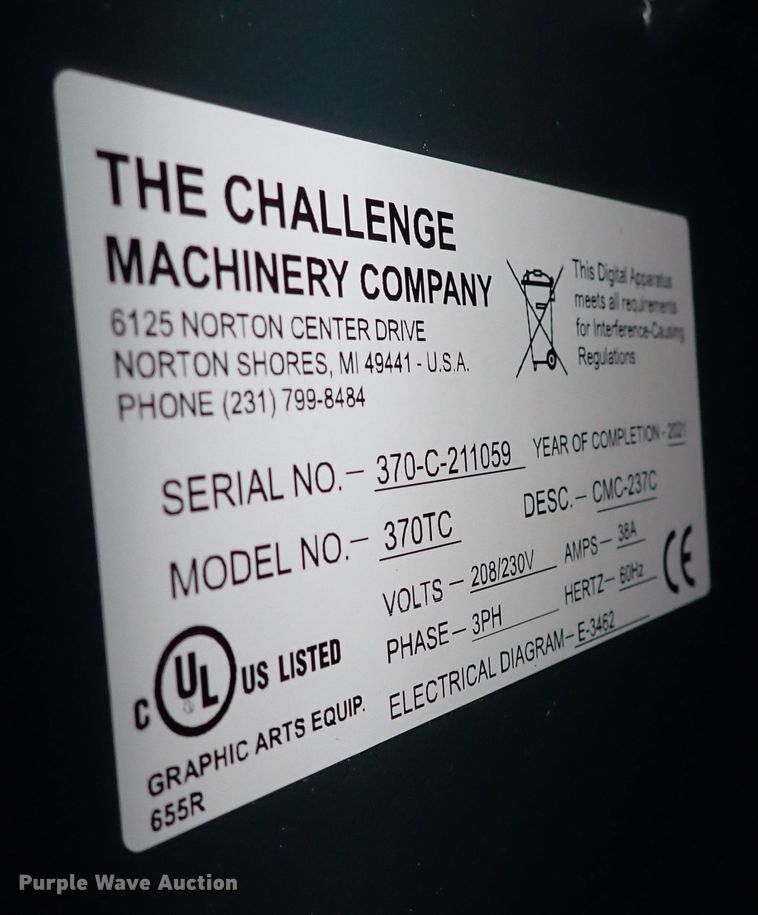 THE CHALLENGE
MACHINERY COMPANY
6125 NORTON CENTER DRIVE
NORTON SHORES, MI 49441 - U.S.A.
PHONE (231) 799-8484
This Digital Apparatus
meets all requirements
for Interference-Causing
Regulations
SERIAL NO. - 370-C-211059 YEAR OF COMPLETION - 2021
MODEL NO. - 370TC DESC. - CMC-237C
VOLTS - 208/230V AMPS - 38A
PHASE - 3PH HERTZ - 60Hz
ELECTRICAL DIAGRAM - E-3462
CE
C UL US LISTED
GRAPHIC ARTS EQUIP.
655R
Purple Wave Auction